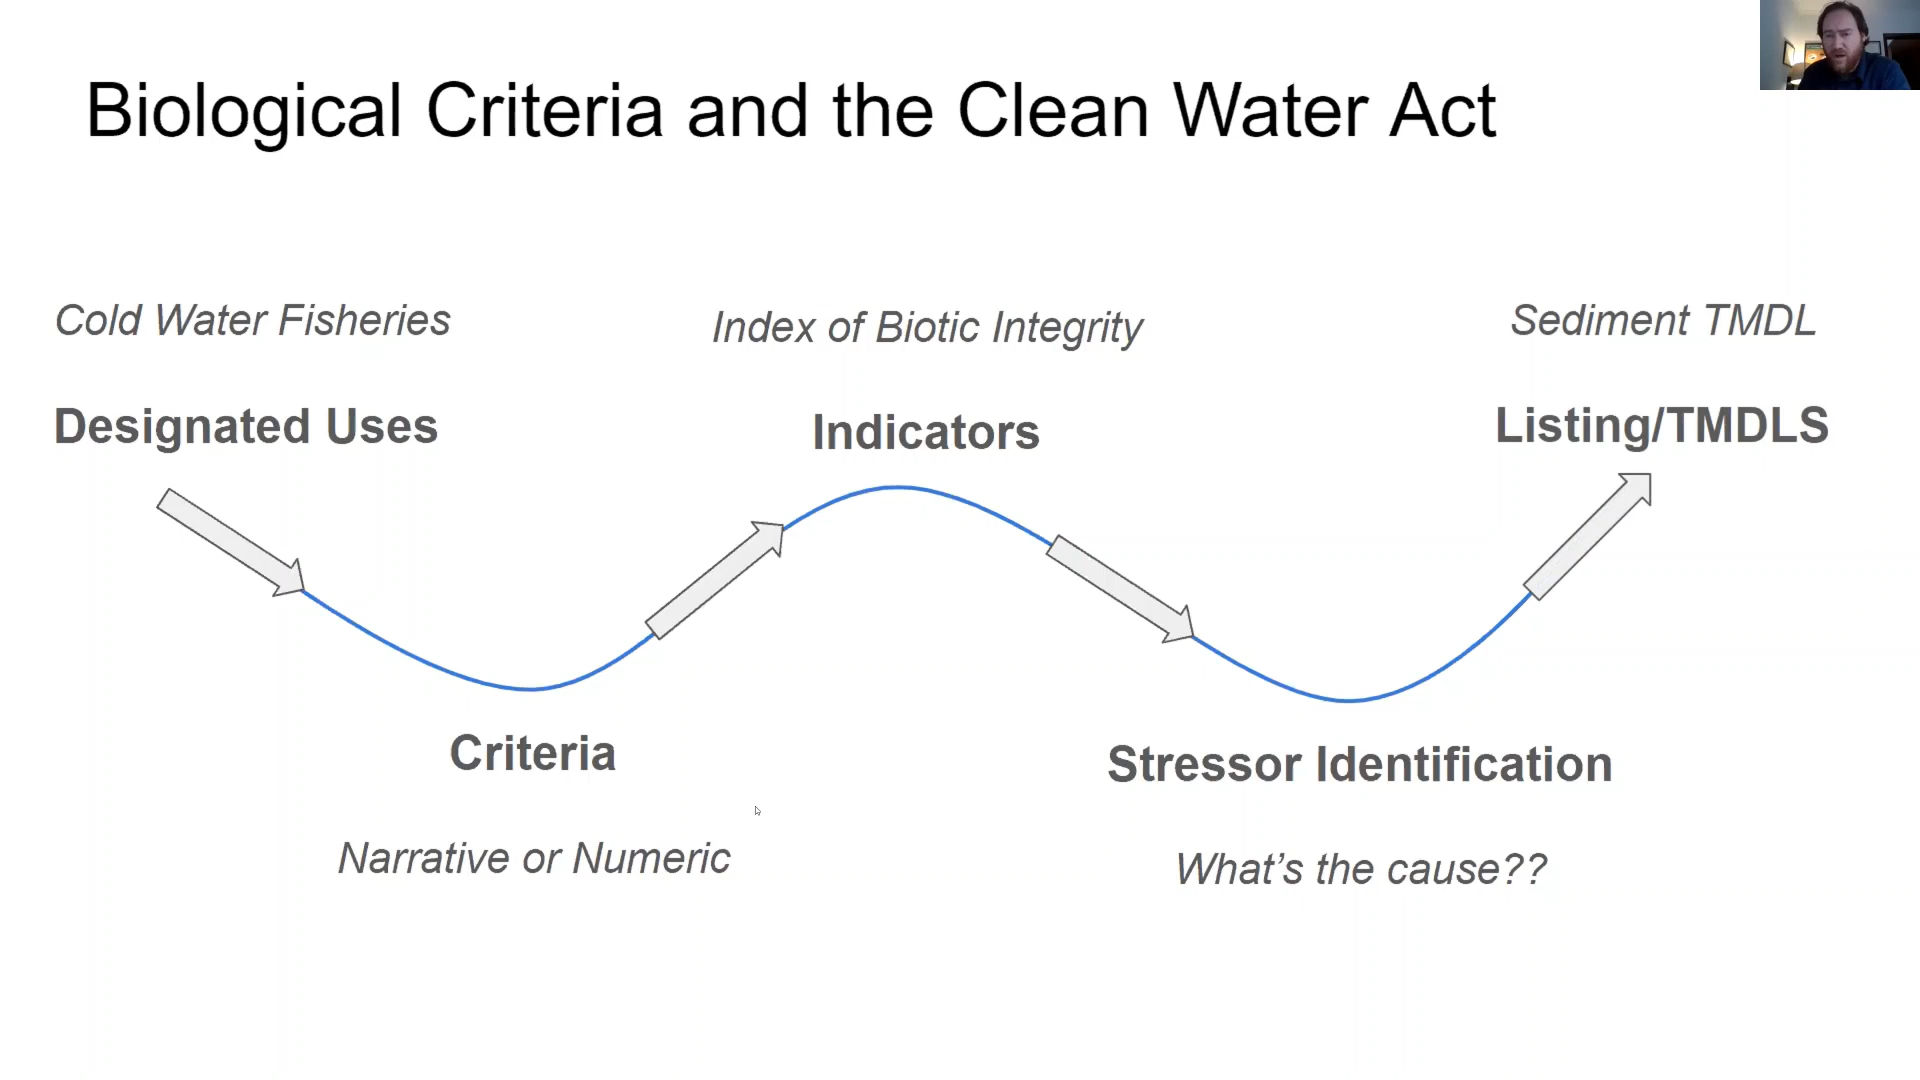 Biological Criteria and the Clean Water Act
Cold Water Fisheries
Designated Uses
Criteria
Narrative or Numeric
Index of Biotic Integrity
Indicators
Stressor Identification
What’s the cause??
Sediment TMDL
Listing/TMDLS